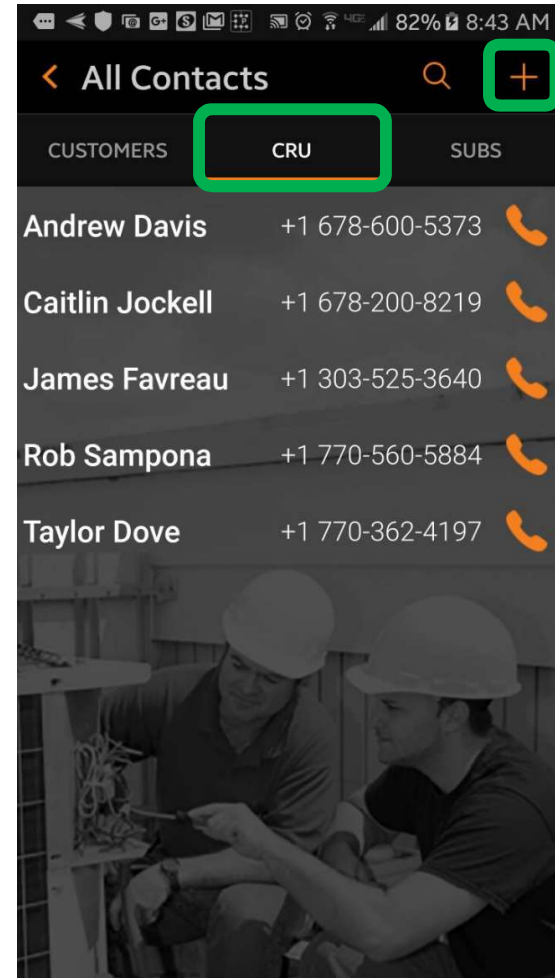 4G 82% 8:43 AM
All Contacts
CUSTOMERS CRU SUBS
Andrew Davis +1 678-600-5373
Caitlin Jockell +1 678-200-8219
James Favreau +1 303-525-3640
Rob Sampona +1 770-560-5884
Taylor Dove +1 770-362-4197